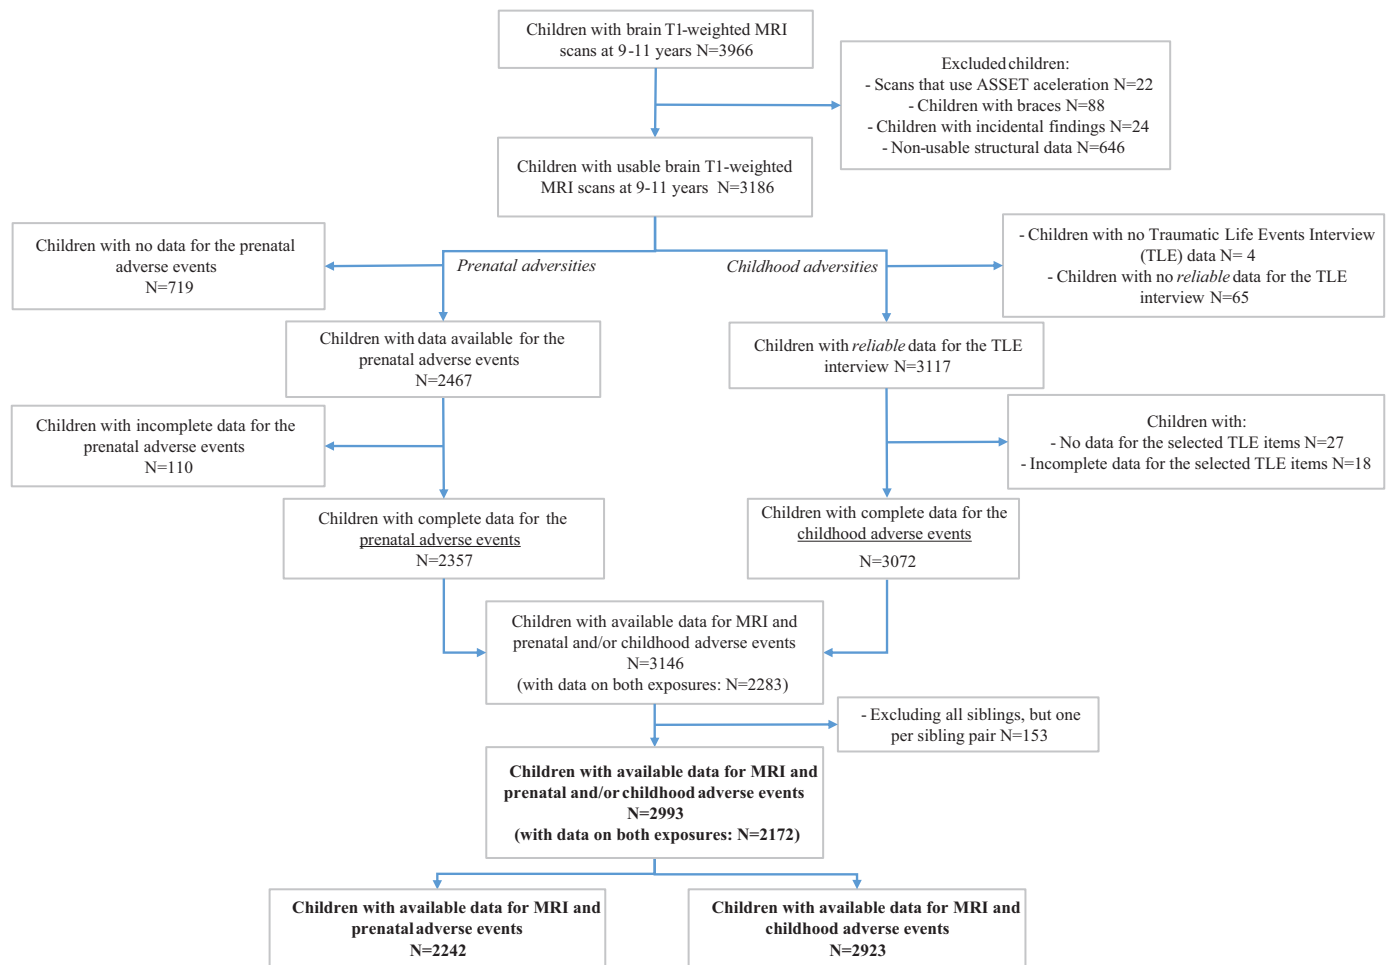 Children with brain T1-weighted MRI
scans at 9-11 years N=3966
Excluded children:
- Scans that use ASSET aceleration N=22
- Children with braces N=88
- Children with incidental findings N=24
- Non-usable structural data N=646
Children with usable brain T1-weighted
MRI scans at 9-11 years N=3186
Children with no data for the prenatal
adverse events
N=719
Prenatal adversities
Childhood adversities
- Children with no Traumatic Life Events Interview
(TLE) data N= 4
- Children with no reliable data for the TLE
interview N=65
Children with data available for the
prenatal adverse events
N=2467
Children with reliable data for the TLE
interview N=3117
Children with incomplete data for the
prenatal adverse events
N=110
Children with:
- No data for the selected TLE items N=27
- Incomplete data for the selected TLE items N=18
Children with complete data for the
prenatal adverse events
N=2357
Children with complete data for the
childhood adverse events
N=3072
Children with available data for MRI and
prenatal and/or childhood adverse events
N=3146
(with data on both exposures: N=2283)
- Excluding all siblings, but one
per sibling pair N=153
Children with available data for MRI and
prenatal and/or childhood adverse events
N=2993
(with data on both exposures: N=2172)
Children with available data for MRI and
prenatal adverse events
N=2242
Children with available data for MRI and
childhood adverse events
N=2923